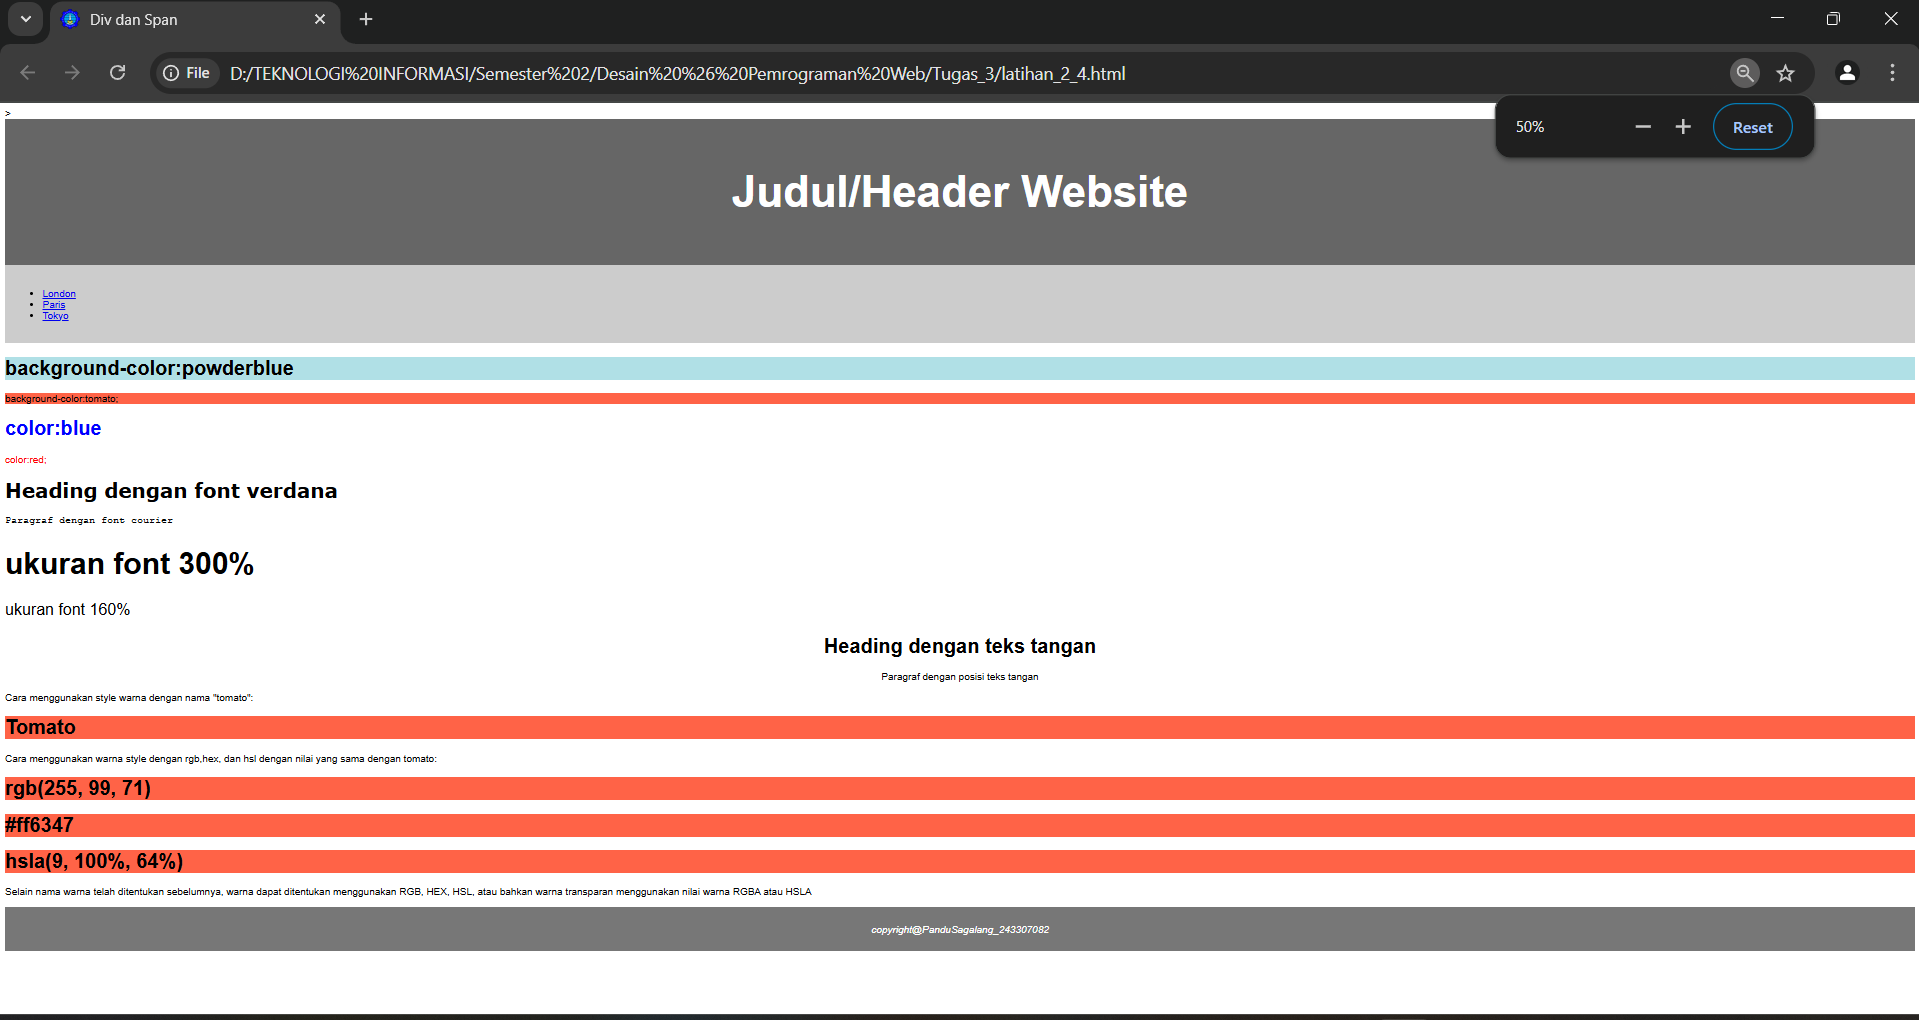 Div dan Span
File
D:/TEKNOLOGI%20INFORMASI/Semester%202/Desain%20%26%20Pemrograman%20Web/Tugas_3/latihan_2_4.html
50%
Reset
>
Judul/Header Website
London
Paris
Tokyo
background-color:powderblue
background-color:tomato;
color:blue
color:red;
Heading dengan font verdana
Paragraf dengan font courier
ukuran font 300%
ukuran font 160%
Heading dengan teks tangan
Paragraf dengan posisi teks tangan
Cara menggunakan style warna dengan nama "tomato":
Tomato
Cara menggunakan warna style dengan rgb,hex, dan hsl dengan nilai yang sama dengan tomato:
rgb(255, 99, 71)
#ff6347
hsla(9, 100%, 64%)
Selain nama warna telah ditentukan sebelumnya, warna dapat ditentukan menggunakan RGB, HEX, HSL, atau bahkan warna transparan menggunakan nilai warna RGBA atau HSLA
copyright@PanduSagalang_243307082